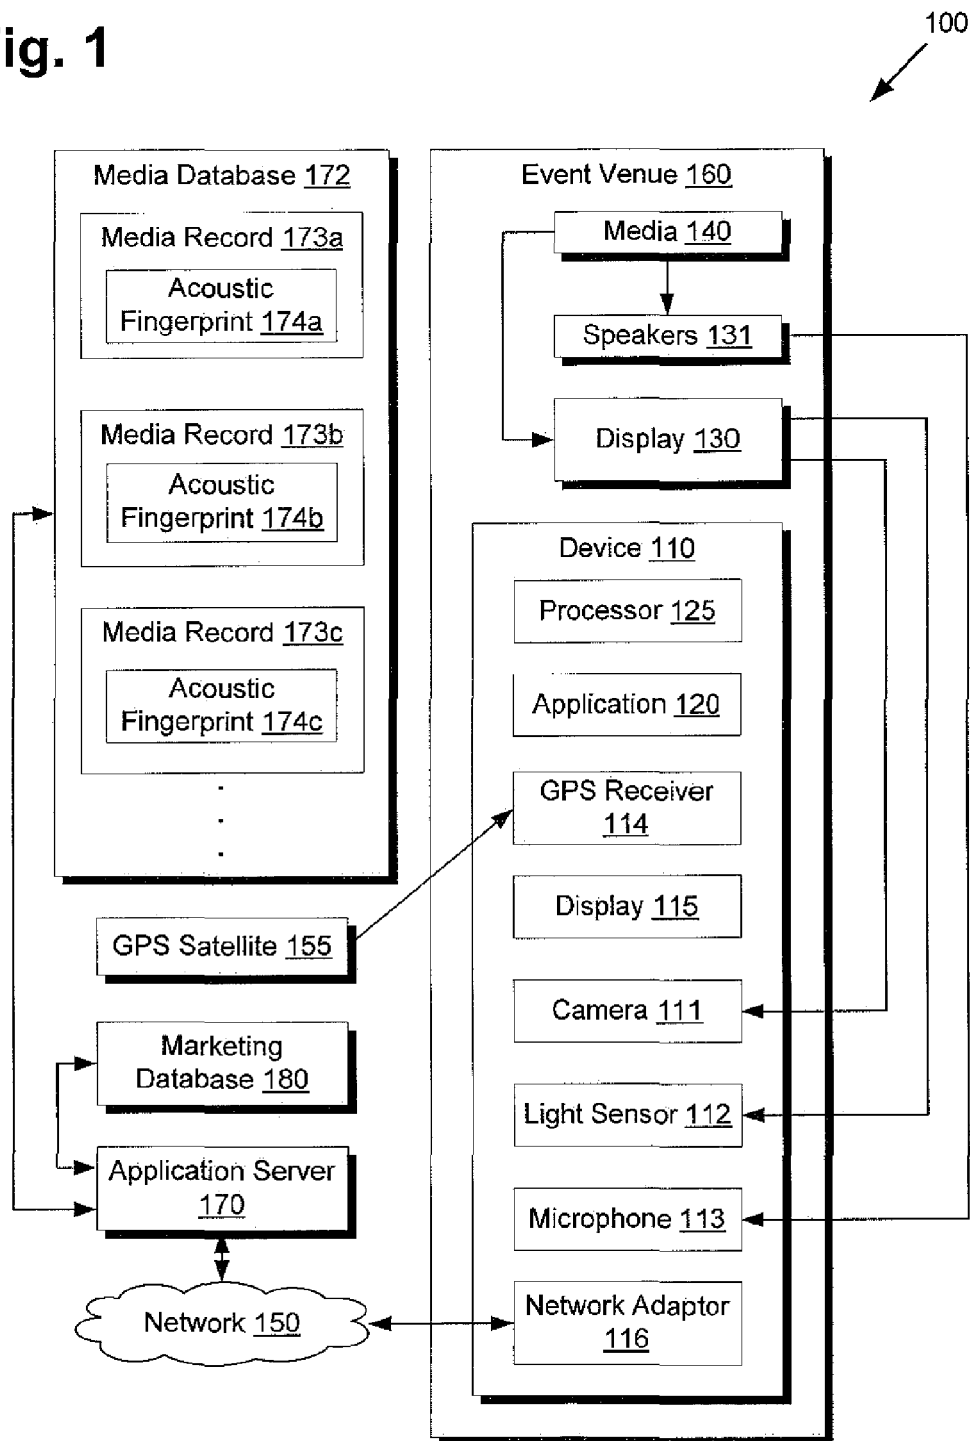 ig. 1
100
Media Database 172
Media Record 173a
Acoustic
Fingerprint 174a
Media Record 173b
Acoustic
Fingerprint 174b
Media Record 173c
Acoustic
Fingerprint 174c
GPS Satellite 155
Marketing
Database 180
Application Server
170
Network 150
Event Venue 160
Media 140
Speakers 131
Display 130
Device 110
Processor 125
Application 120
GPS Receiver
114
Display 115
Camera 111
Light Sensor 112
Microphone 113
Network Adaptor
116